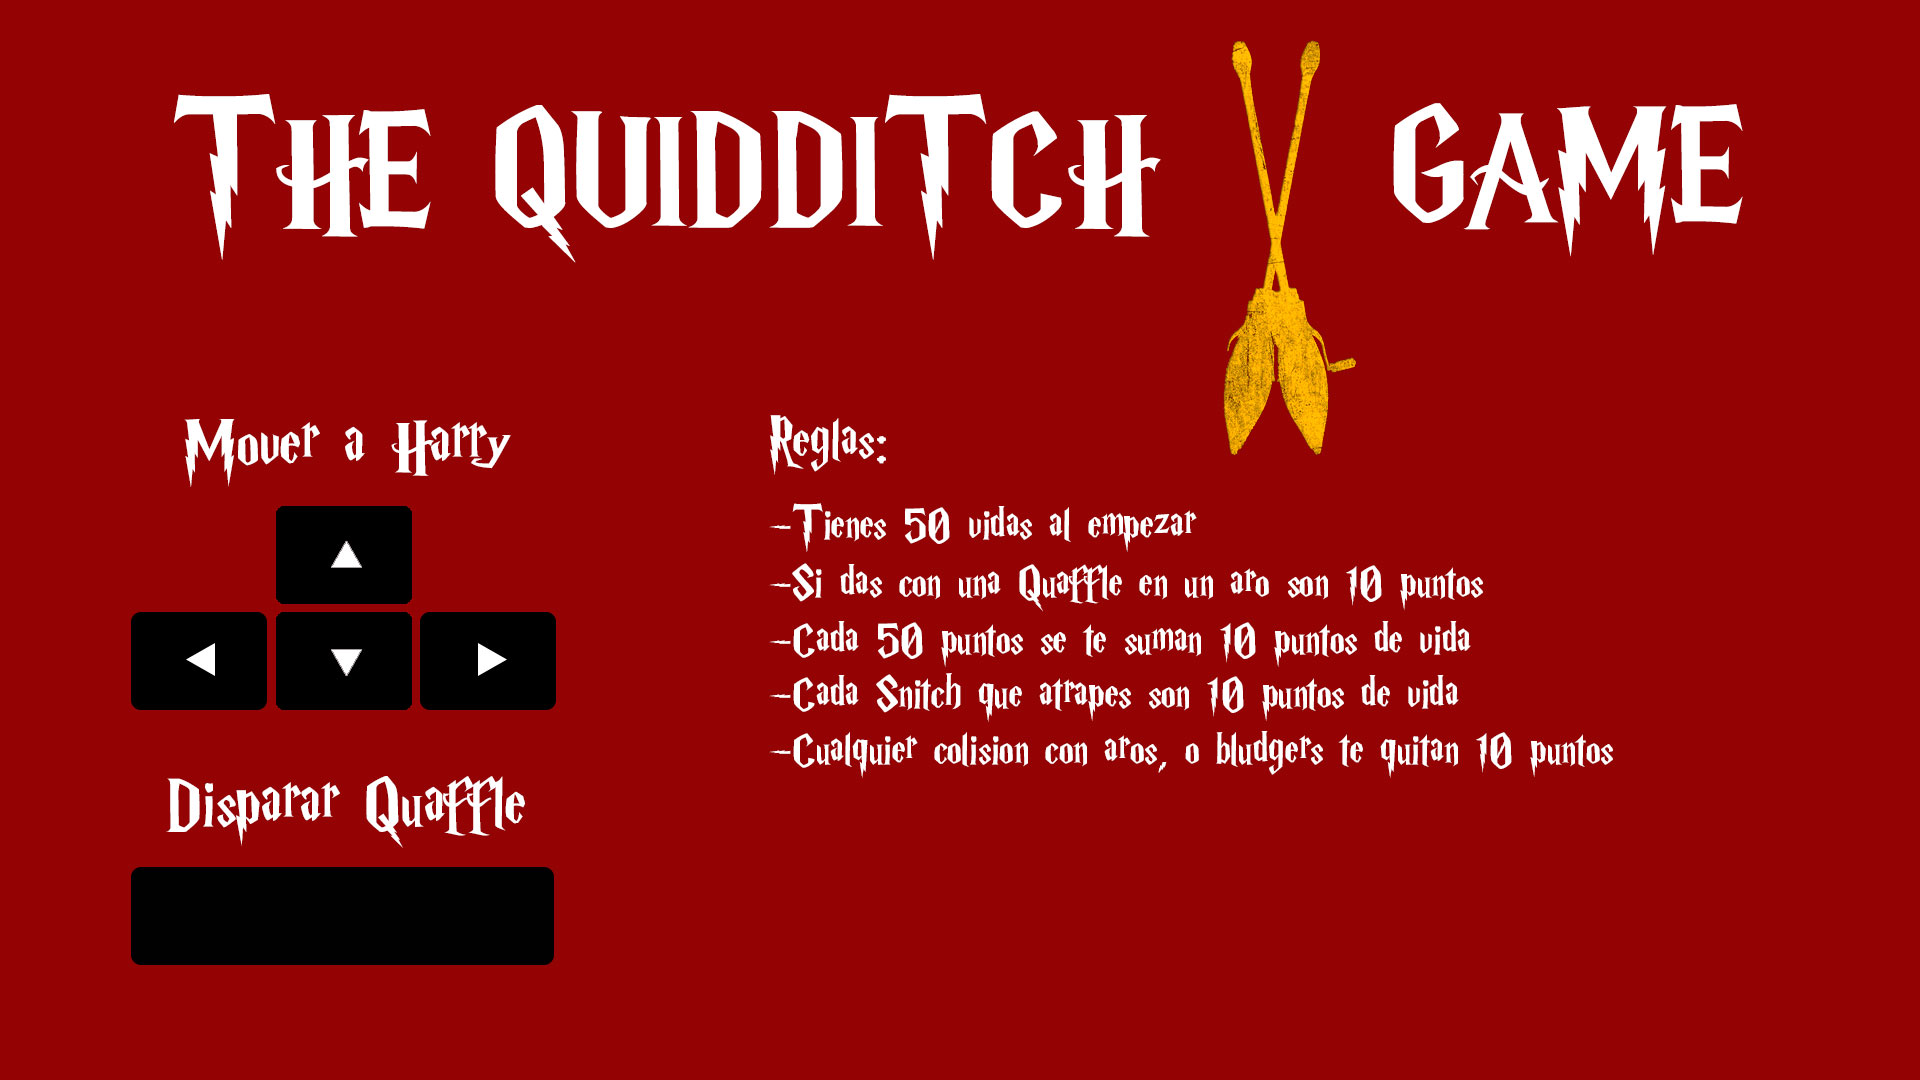 THE QUIDDITCH GAME
Mover a Harry
Disparar Quaffle
Reglas:
-Tienes 50 vidas al empezar
-Si das con una Quaffle en un aro son 10 puntos
-Cada 50 puntos se te suman 10 puntos de vida
-Cada Snitch que atrapes son 10 puntos de vida
-Cualquier colision con aros, o bludgers te quitan 10 puntos